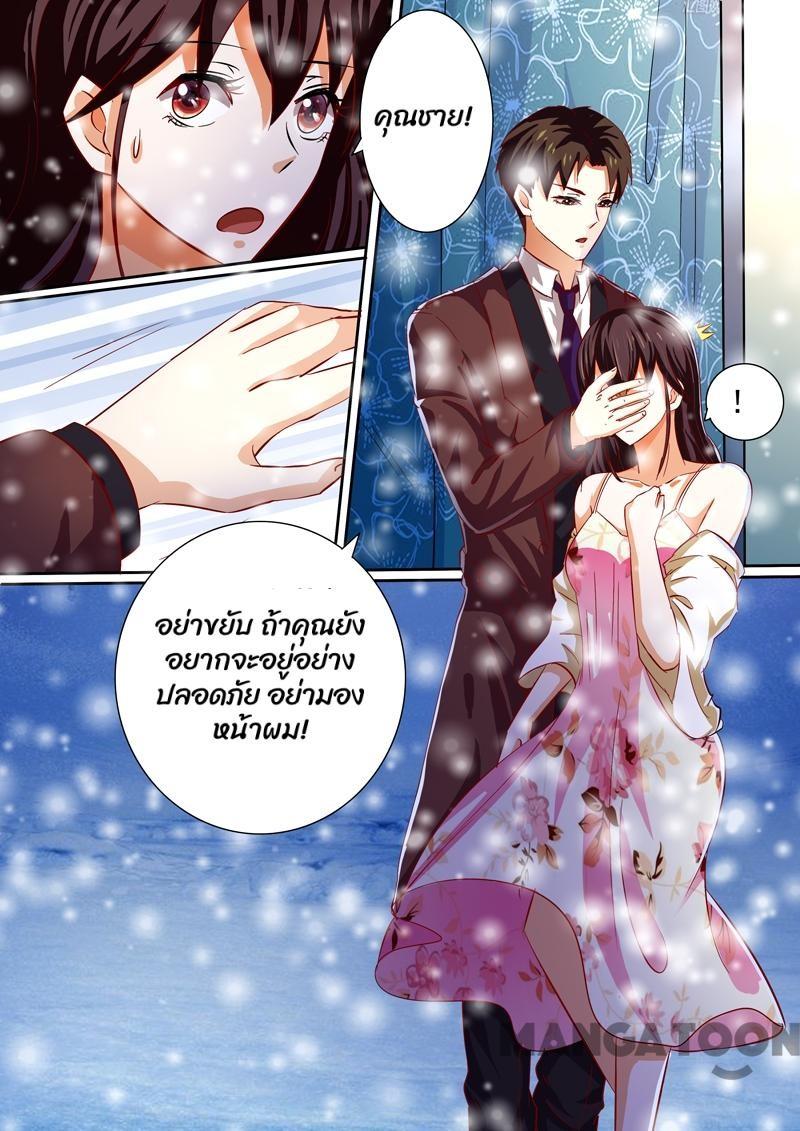 คุณชาย!
!
อย่าขยับ ถ้าคุณยัง
อยากจะอยู่อย่าง
ปลอดภัย อย่ามอง
หน้าผม!
MANGATOON